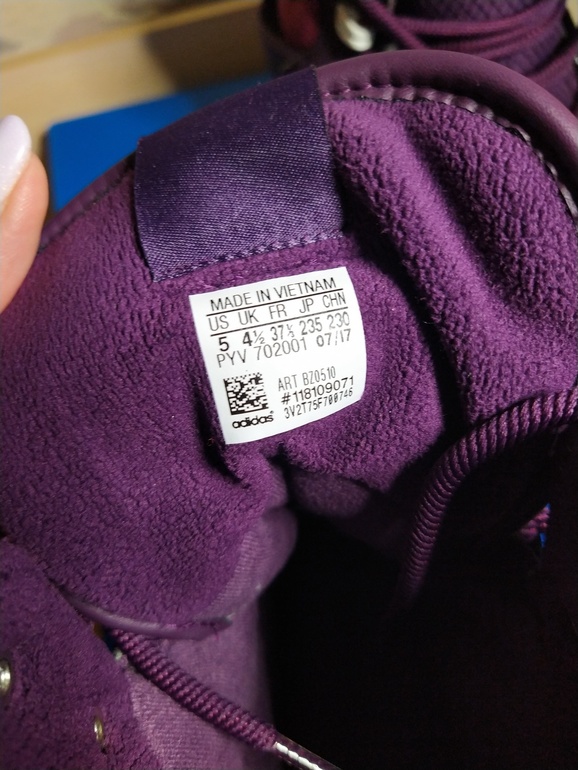 MADE IN VIETNAM
US UK FR JP CHN
5 4½ 37⅓ 235 230
PYV 702001 07/17
ART BZ0510
#118109071
3V2T75F700746
adidas